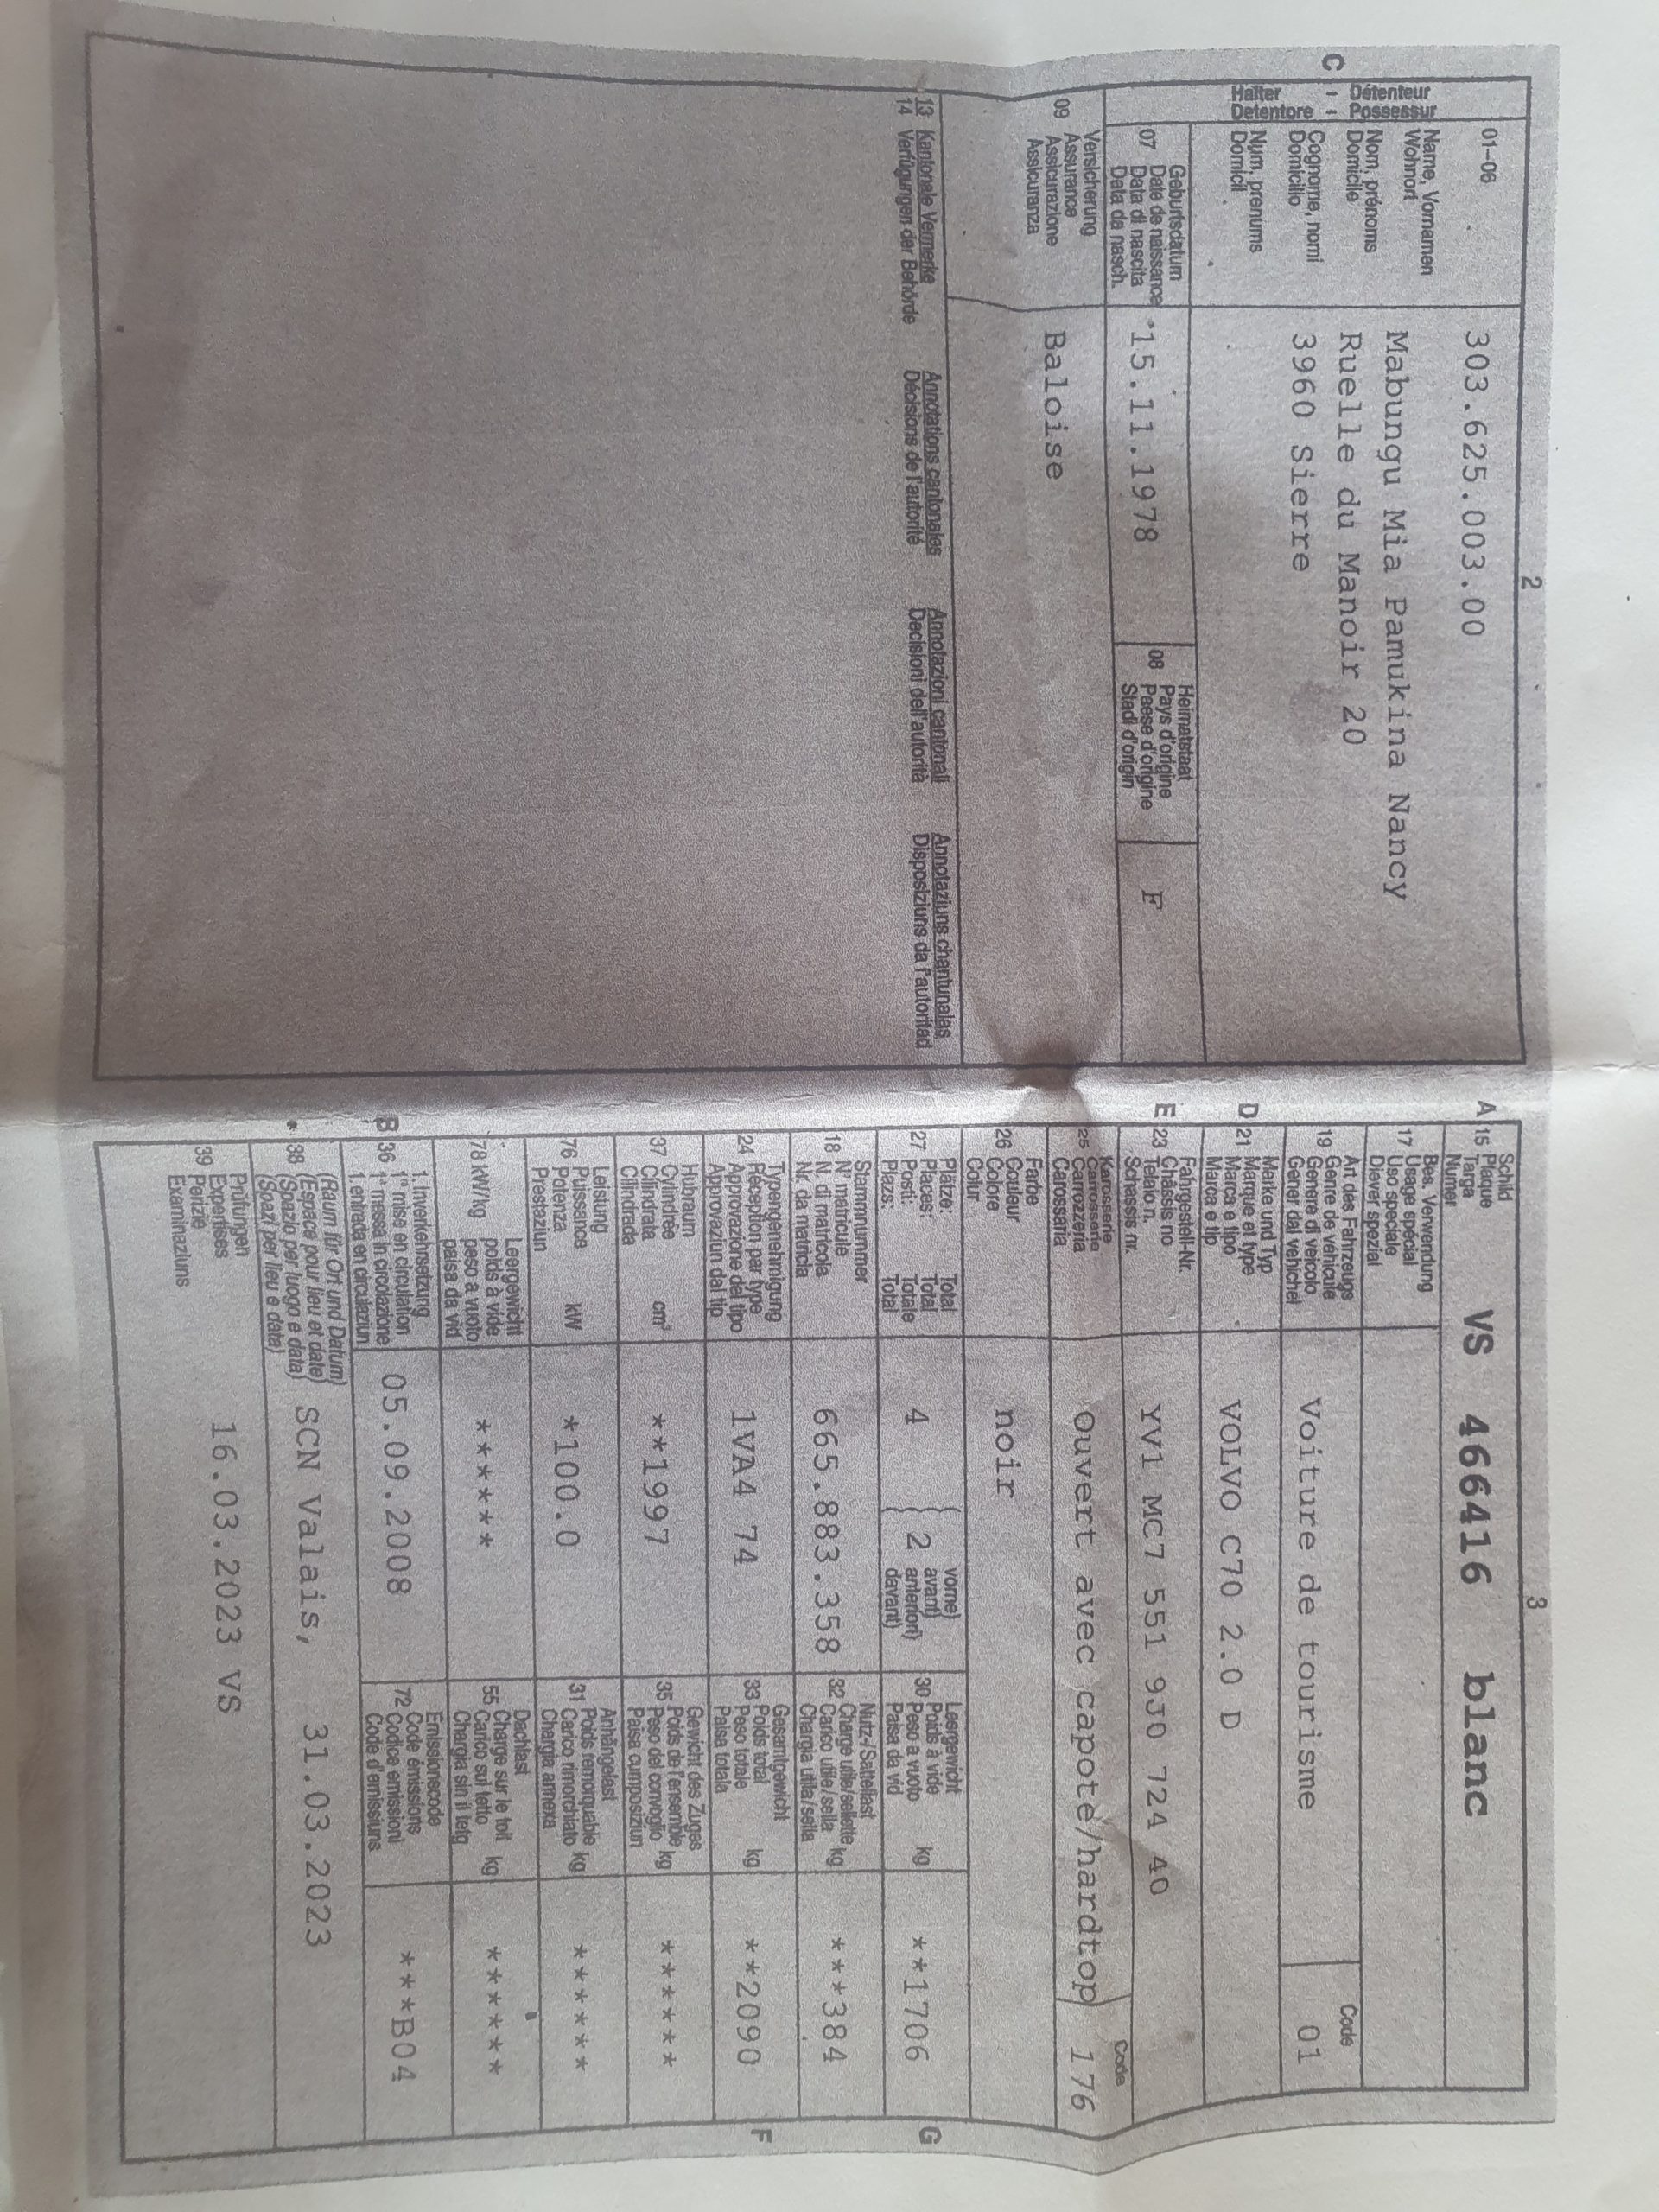 2
01-06 303.625.003.00
C
Halter - Détenteur
Detentore - Possessur
Name, Vornamen
Wohnort
Nom, prénoms
Domicile
Cognome, nomi
Domicilio
Num, prenums
Domicil
Mabungu Mia Pamukina Nancy
Ruelle du Manoir 20
3960 Sierre
07 Geburtsdatum
Date de naissance
Data di nascita
Data da nasch.
*15.11.1978
08 Heimatstaat
Pays d'origine
Paese d'origine
Stadi d'origin
F
09 Versicherung
Assurance
Assicurazione
Assicuranza
Baloise
13 Kantonale Vermerke Annotations cantonales Annotazioni cantonali Annotaziuns chantunalas
14 Verfügungen der Behörde Décisions de l'autorité Decisioni dell'autorità Disposiziuns da l'autoritad
3
A 15 Schild
Plaque
Targa
Numer
VS 466416 blanc
17 Bes. Verwendung
Usage spécial
Uso speciale
Diever spezial
19 Art des Fahrzeugs
Genre de véhicule
Genere di veicolo
Gener dal vehichel
Voiture de tourisme
Code
01
D 21 Marke und Typ
Marque et type
Marca e tipo
Marca e tip
VOLVO C70 2.0 D
E 23 Fahrgestell-Nr.
Châssis no
Telaio n.
Schassis nr.
YV1 MC7 551 9J0 724 40
25 Karosserie
Carrosserie
Carrozzeria
Carossaria
Ouvert avec capote/hardtop
Code
176
26 Farbe
Couleur
Colore
Colur
noir
27 Plätze: Total
Places: Total
Posti: Totale
Plazs: Total
4
vorne)
avant)
anteriori)
davant)
2
30 Leergewicht
Poids à vide
Peso a vuoto kg
Paisa da vid
**1706
G
18 Stammnummer
N° matricule
N. di matricola
Nr. da matricla
665.883.358
32 Nutz-/Sattellast
Charge utile/sellette
Carico utile/sella kg
Chargia utila/sella
***384
24 Typengenehmigung
Réception par type
Approvazione del tipo
Approvaziun dal tip
1VA4 74
33 Gesamtgewicht
Poids total
Peso totale kg
Paisa totala
**2090
F
37 Hubraum
Cylindrée
Cilindrata cm³
Cilindrada
**1997
35 Gewicht des Zuges
Poids de l'ensemble
Peso del convoglio kg
Paisa cumposiziun
******
76 Leistung
Puissance
Potenza kW
Prestaziun
*100.0
31 Anhängelast
Poids remorquable
Carico rimorchiato kg
Chargia annexa
******
78 kW/kg Leergewicht
poids à vide
peso a vuoto
paisa da vid
******
55 Dachlast
Charge sur le toit
Carico sul tetto kg
Chargia sin il tetg
******
B 36 1. Inverkehrsetzung
1re mise en circulation
1a messa in circolazione
1. entrada en circulaziun
05.09.2008
72 Emissionscode
Code émissions
Codice emissioni
Code d'emissiuns
***B04
38 (Raum für Ort und Datum)
(Espace pour lieu et date)
(Spazio per luogo e data)
(Spazi per lieu e data)
SCN Valais, 31.03.2023
39 Prüfungen
Expertises
Perizie
Examinaziuns
16.03.2023 VS